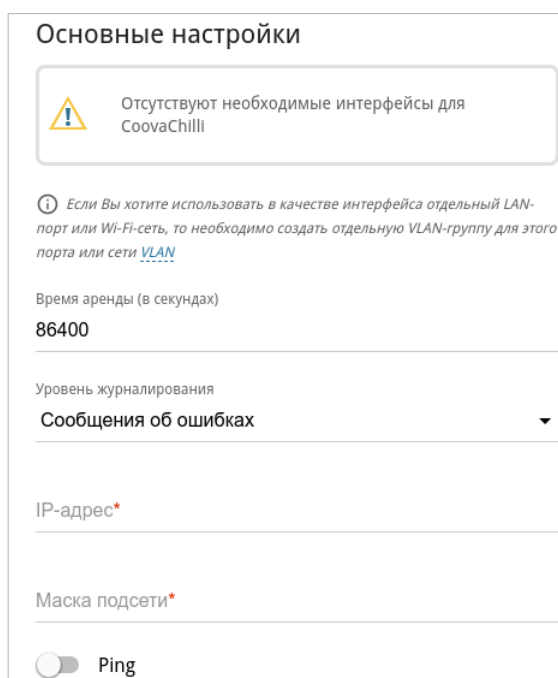 Основные настройки
Отсутствуют необходимые интерфейсы для
CoovaChilli
Если Вы хотите использовать в качестве интерфейса отдельный LAN-
порт или Wi-Fi-сеть, то необходимо создать отдельную VLAN-группу для этого
порта или сети VLAN
Время аренды (в секундах)
86400
Уровень журналирования
Сообщения об ошибках
IP-адрес*
Маска подсети*
Ping